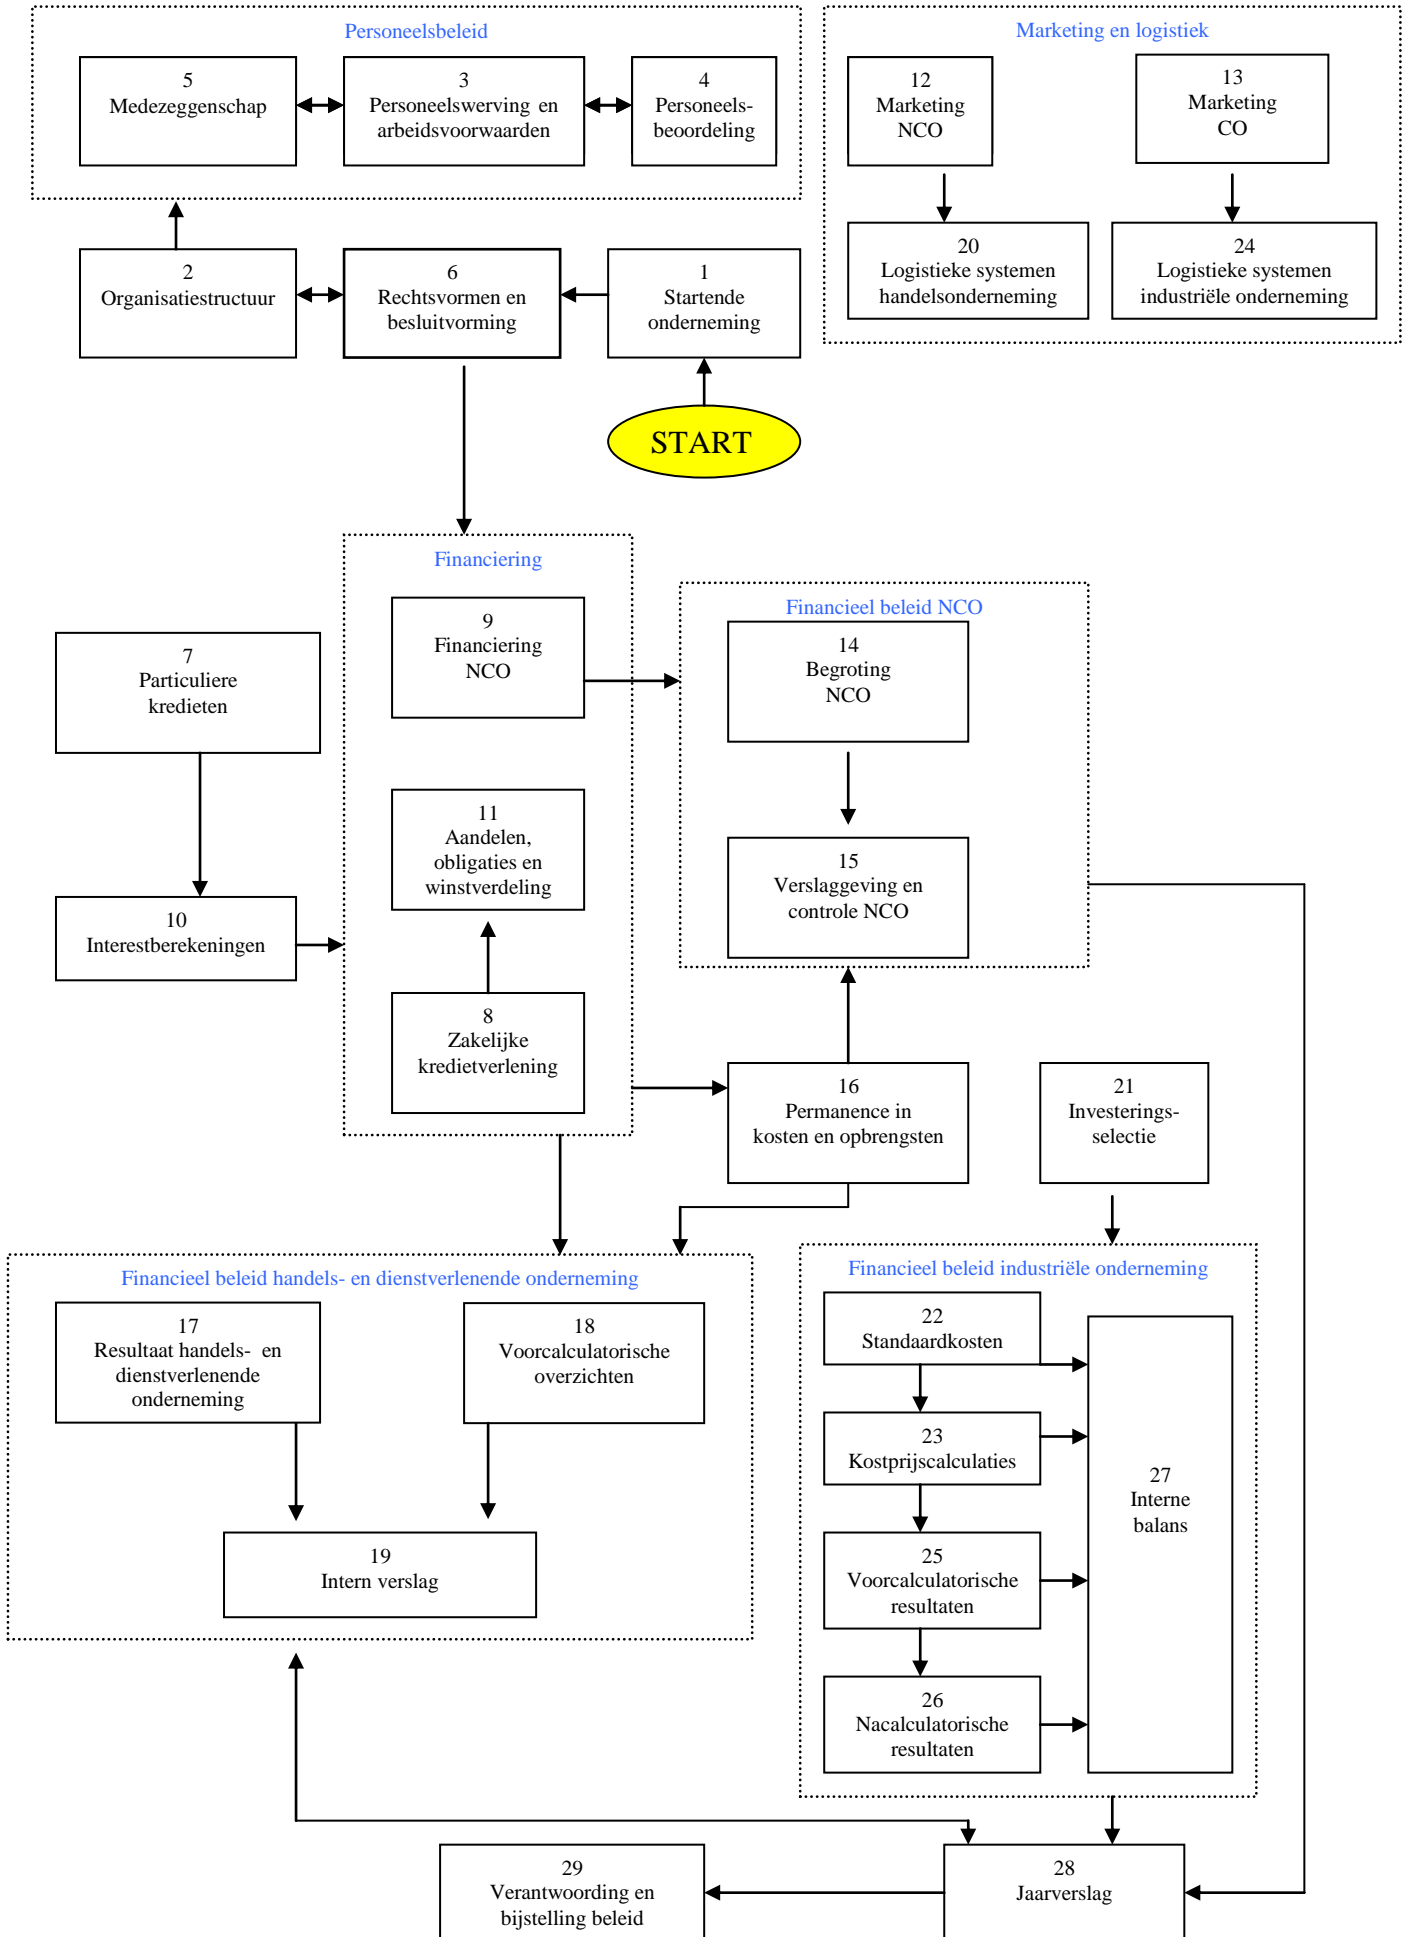 Personeelsbeleid
5
Medezeggenschap
3
Personeelswerving en
arbeidsvoorwaarden
4
Personeels-
beoordeling
Marketing en logistiek
12
Marketing
NCO
13
Marketing
CO
20
Logistieke systemen
handelsonderneming
24
Logistieke systemen
industriële onderneming
2
Organisatiestructuur
6
Rechtsvormen en
besluitvorming
1
Startende
onderneming
START
Financiering
9
Financiering
NCO
11
Aandelen,
obligaties en
winstverdeling
8
Zakelijke
kredietverlening
7
Particuliere
kredieten
10
Interestberekeningen
Financieel beleid NCO
14
Begroting
NCO
15
Verslaggeving en
controle NCO
16
Permanence in
kosten en opbrengsten
21
Investerings-
selectie
Financieel beleid handels- en dienstverlenende onderneming
17
Resultaat handels- en
dienstverlenende
onderneming
18
Voorcalculatorische
overzichten
19
Intern verslag
Financieel beleid industriële onderneming
22
Standaardkosten
23
Kostprijscalculaties
25
Voorcalculatorische
resultaten
26
Nacalculatorische
resultaten
27
Interne
balans
29
Verantwoording en
bijstelling beleid
28
Jaarverslag